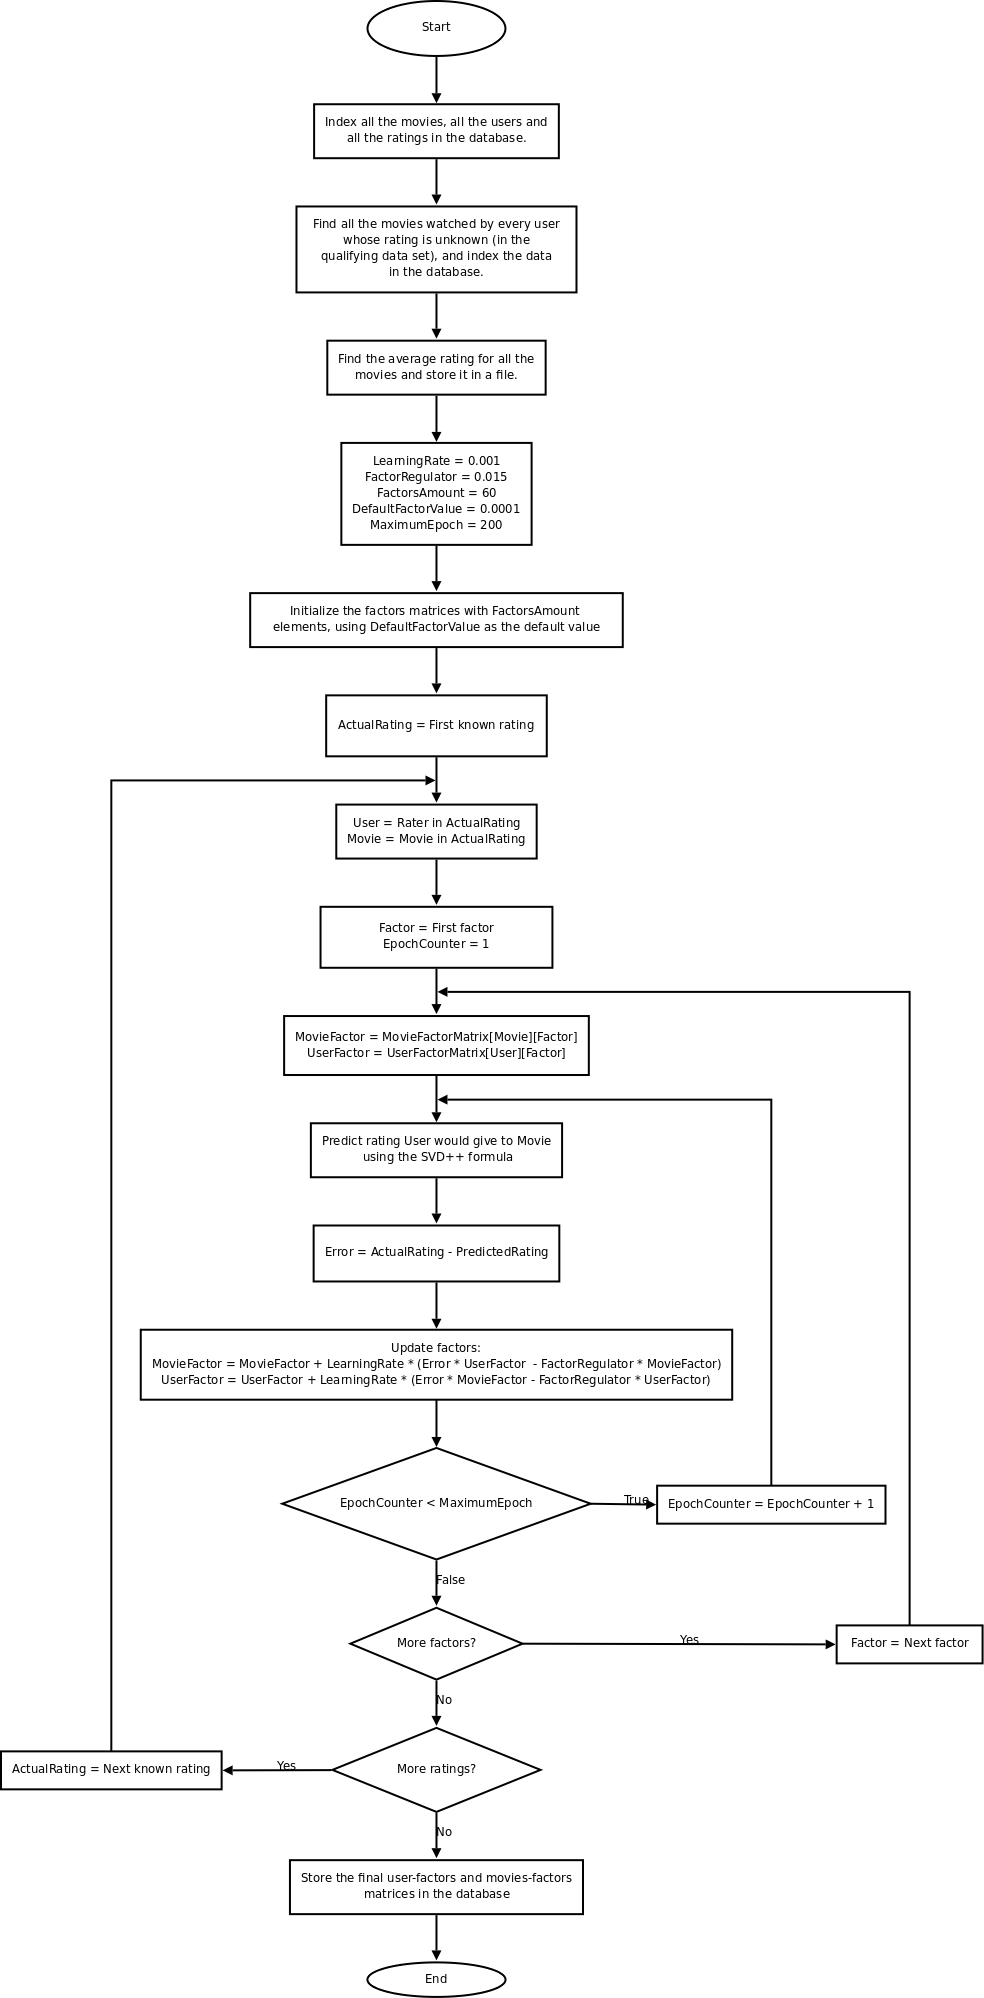 Start
Index all the movies, all the users and
all the ratings in the database.
Find all the movies watched by every user
whose rating is unknown (in the
qualifying data set), and index the data
in the database.
Find the average rating for all the
movies and store it in a file.
LearningRate = 0.001
FactorRegulator = 0.015
FactorsAmount = 60
DefaultFactorValue = 0.0001
MaximumEpoch = 200
Initialize the factors matrices with FactorsAmount
elements, using DefaultFactorValue as the default value
ActualRating = First known rating
User = Rater in ActualRating
Movie = Movie in ActualRating
Factor = First factor
EpochCounter = 1
MovieFactor = MovieFactorMatrix[Movie][Factor]
UserFactor = UserFactorMatrix[User][Factor]
Predict rating User would give to Movie
using the SVD++ formula
Error = ActualRating - PredictedRating
Update factors:
MovieFactor = MovieFactor + LearningRate * (Error * UserFactor  - FactorRegulator * MovieFactor)
UserFactor = UserFactor + LearningRate * (Error * MovieFactor - FactorRegulator * UserFactor)
EpochCounter < MaximumEpoch
True
EpochCounter = EpochCounter + 1
False
More factors?
Yes
Factor = Next factor
No
More ratings?
Yes
ActualRating = Next known rating
No
Store the final user-factors and movies-factors
matrices in the database
End